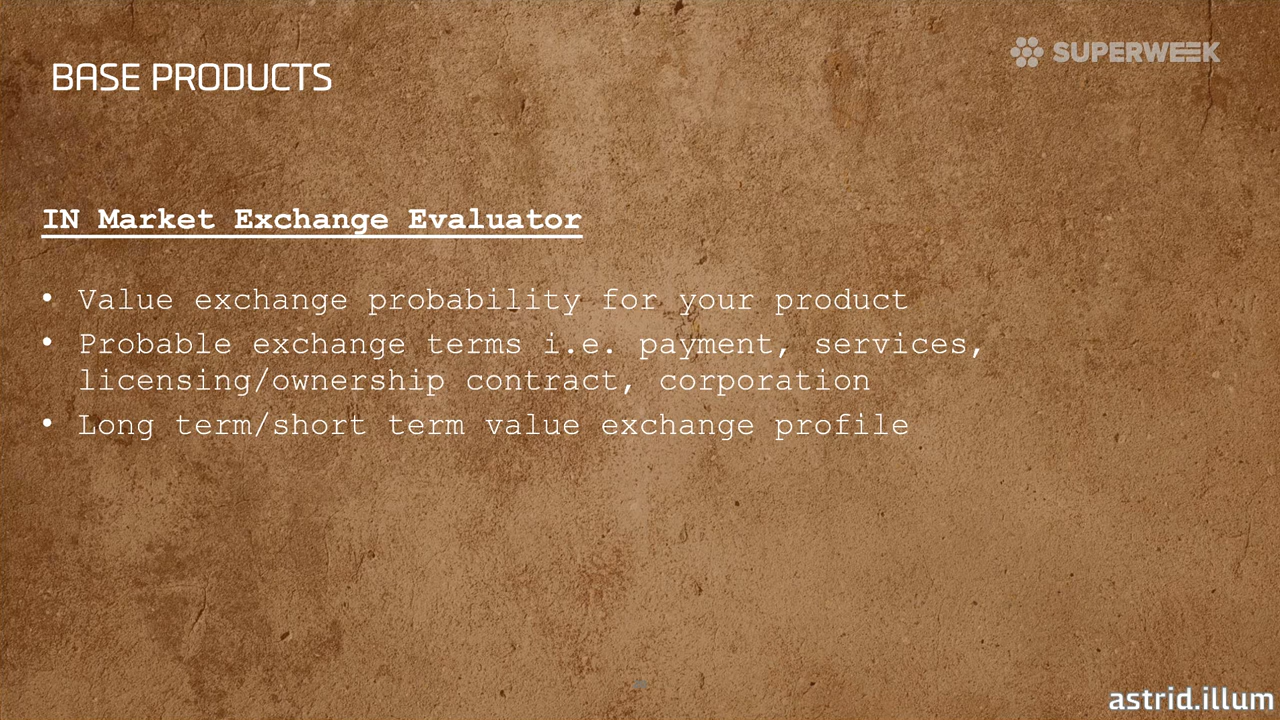 BASE PRODUCTS
SUPERWEEK
IN Market Exchange Evaluator
• Value exchange probability for your product
• Probable exchange terms i.e. payment, services,
licensing/ownership contract, corporation
• Long term/short term value exchange profile
astrid.illum